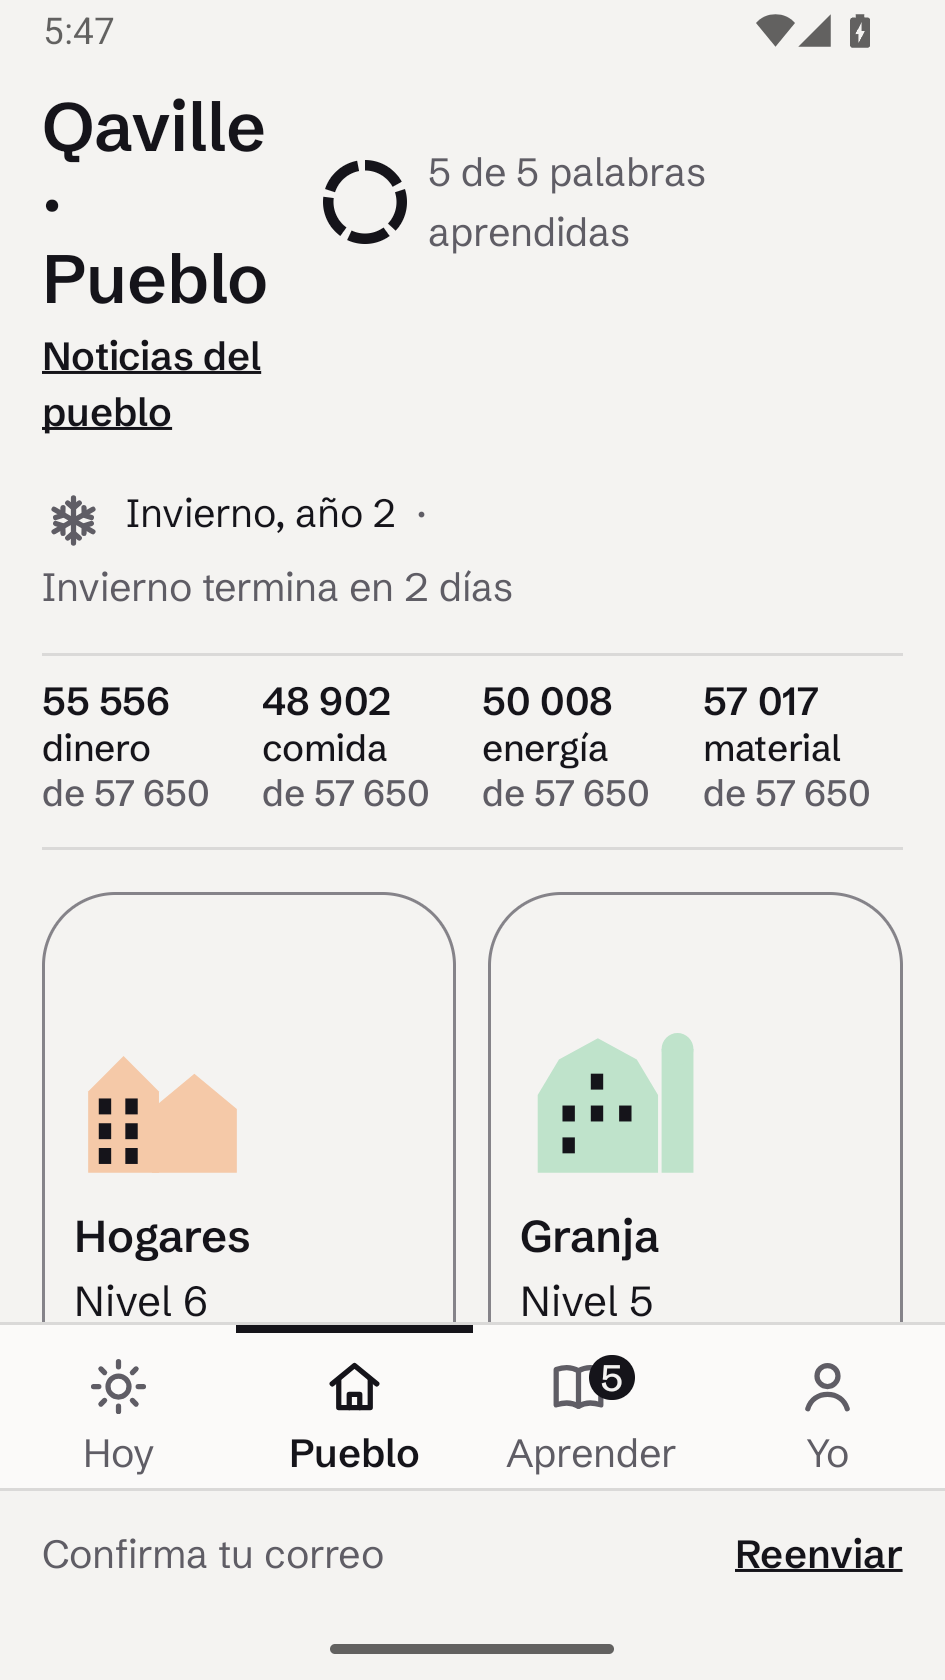 5:47
Qaville
·
Pueblo
5 de 5 palabras
aprendidas
Noticias del
pueblo
Invierno, año 2 ·
Invierno termina en 2 días
55 556 48 902 50 008 57 017
dinero comida energía material
de 57 650 de 57 650 de 57 650 de 57 650
Hogares Granja
Nivel 6 Nivel 5
5
Hoy Pueblo Aprender Yo
Confirma tu correo Reenviar